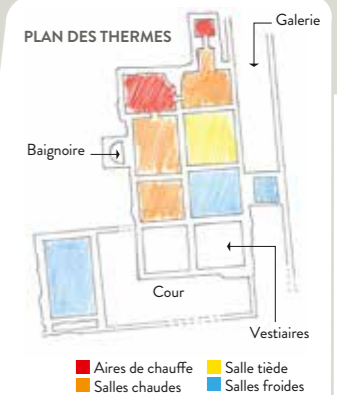 PLAN DES THERMES
Galerie
Baignoire
Cour
Vestiaires
Aires de chauffe
Salle tiède
Salles chaudes
Salles froides